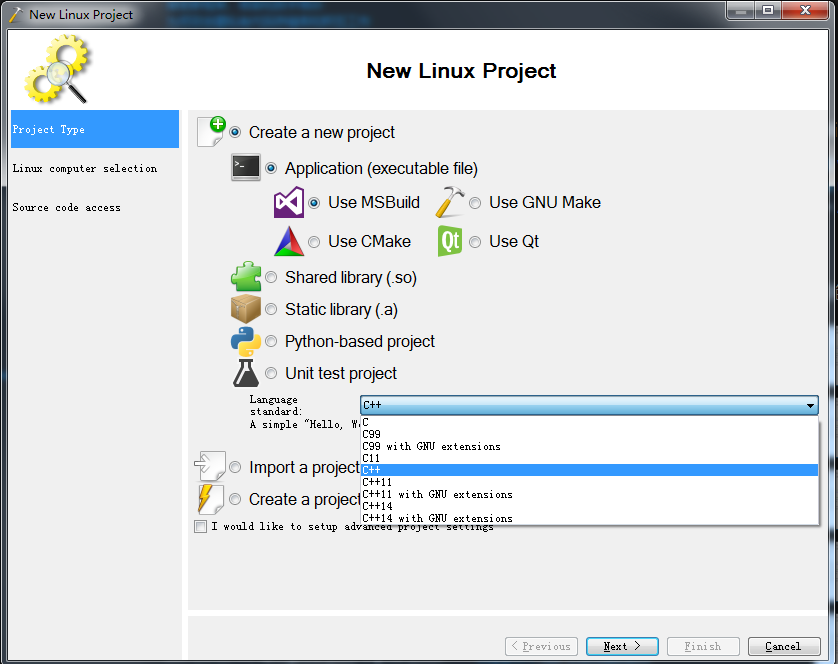 New Linux Project
New Linux Project
Project Type
Linux computer selection
Source code access
Create a new project
Application (executable file)
Use MSBuild
Use GNU Make
Use CMake
Qt
Use Qt
Shared library (.so)
Static library (.a)
Python-based project
Unit test project
Language
standard:
C++
A simple "Hello, W
C
C99
C99 with GNU extensions
C11
C++
C++11
C++11 with GNU extensions
C++14
C++14 with GNU extensions
Import a project
Create a project
I would like to setup advanced project settings
< Previous
Next >
Finish
Cancel